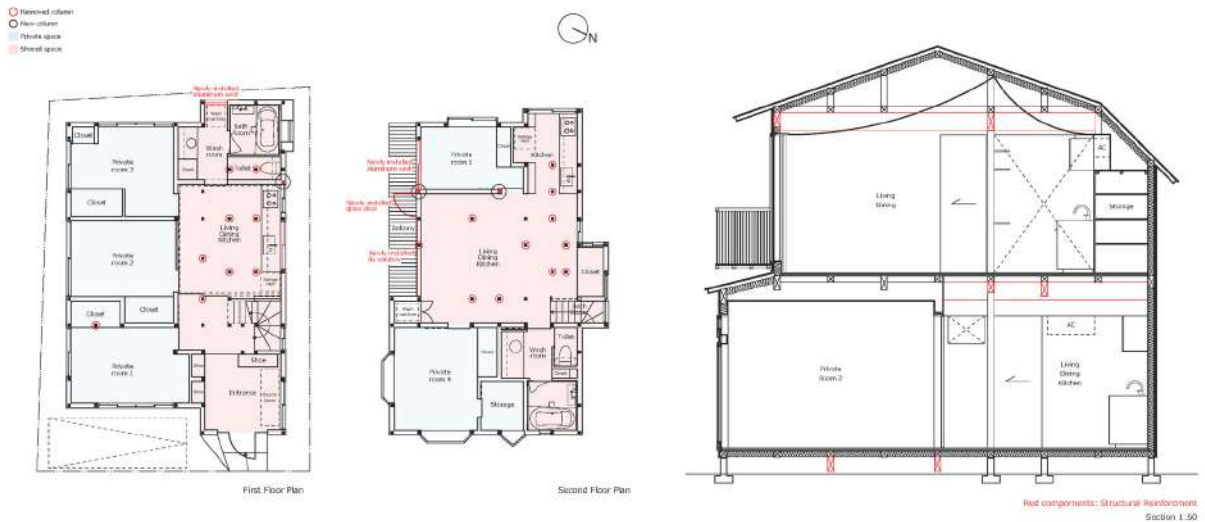 Removed column
New column
Private space
Shared space
N
Newly installed
aluminum sash
Closet
Bath
Room
Wash
room
Private
room 3
Toilet
Closet
Living
Dining
Kitchen
Private
room 2
Closet
Closet
Private
room 1
Shoe
Entrance
First Floor Plan
Private
room 1
Closet
Kitchen
Newly installed
aluminum sash
Newly installed
glass door
Balcony
Newly installed
fix window
Living
Dining
Kitchen
Closet
Private
room 4
Wash
room
Toilet
Storage
Second Floor Plan
Living
Dining
AC
Storage
Private
Room 2
AC
Living
Dining
Kitchen
Red components: Structural Reinforcement
Section 1:50